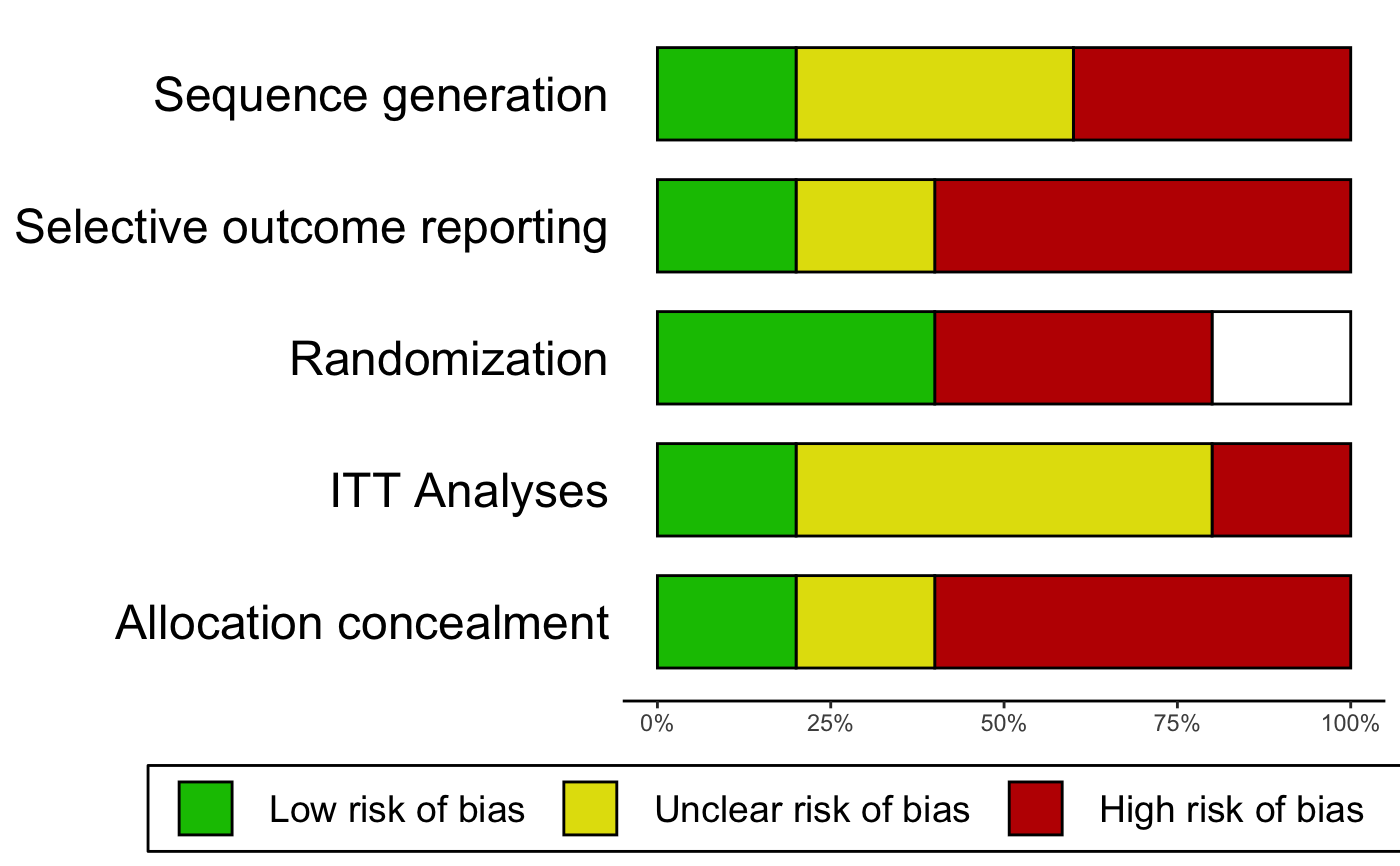 Sequence generation
Selective outcome reporting
Randomization
ITT Analyses
Allocation concealment
0% 25% 50% 75% 100%
Low risk of bias Unclear risk of bias High risk of bias